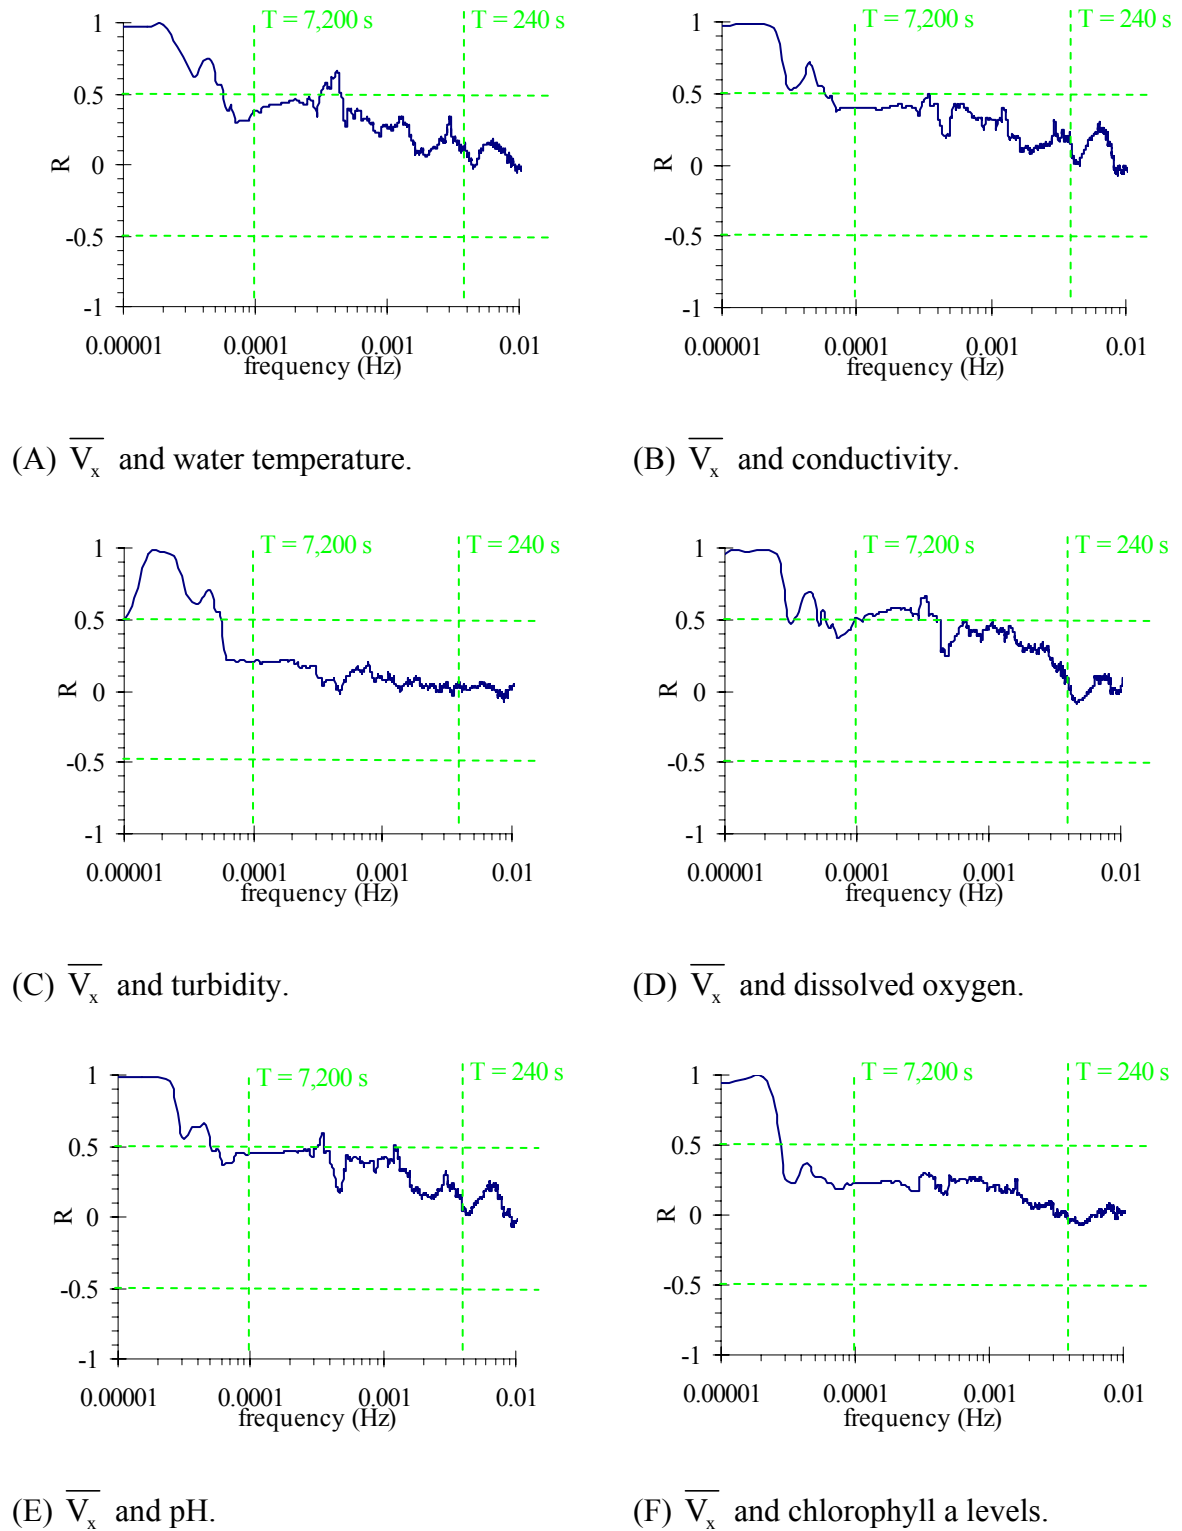 T = 7,200 s T = 240 s
1
0.5
0
-0.5
-1
R
0.00001 0.0001 0.001 0.01
frequency (Hz)
T = 7,200 s T = 240 s
1
0.5
0
-0.5
-1
R
0.00001 0.0001 0.001 0.01
frequency (Hz)
(A) V̅x̅ and water temperature.
(B) V̅x̅ and conductivity.
T = 7,200 s T = 240 s
1
0.5
0
-0.5
-1
R
0.00001 0.0001 0.001 0.01
frequency (Hz)
T = 7,200 s T = 240 s
1
0.5
0
-0.5
-1
R
0.00001 0.0001 0.001 0.01
frequency (Hz)
(C) V̅x̅ and turbidity.
(D) V̅x̅ and dissolved oxygen.
T = 7,200 s T = 240 s
1
0.5
0
-0.5
-1
R
0.00001 0.0001 0.001 0.01
frequency (Hz)
T = 7,200 s T = 240 s
1
0.5
0
-0.5
-1
R
0.00001 0.0001 0.001 0.01
frequency (Hz)
(E) V̅x̅ and pH.
(F) V̅x̅ and chlorophyll a levels.